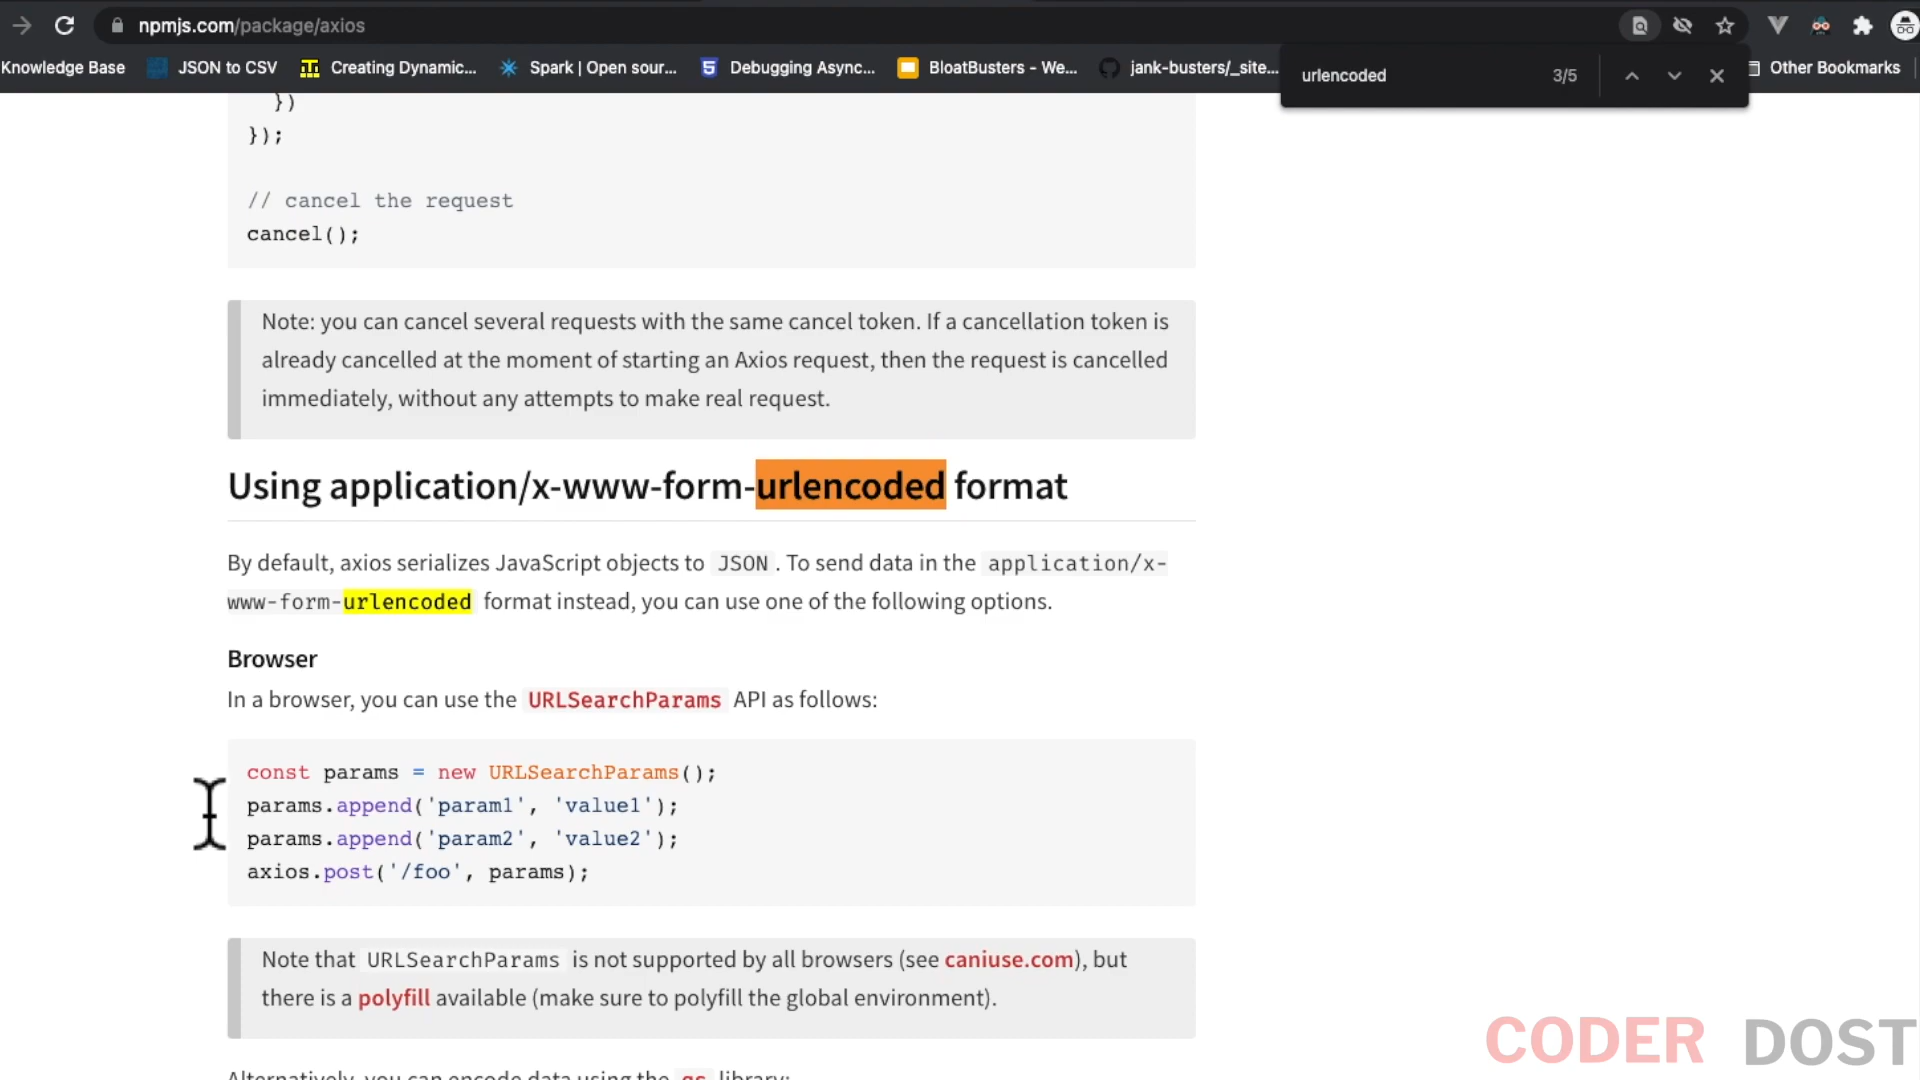 npmjs.com/package/axios
Knowledge Base
JSON to CSV
Creating Dynamic...
Spark | Open sour...
Debugging Async...
BloatBusters - We...
jank-busters/_site...
urlencoded
3/5
Other Bookmarks
})
});
// cancel the request
cancel();
Note: you can cancel several requests with the same cancel token. If a cancellation token is
already cancelled at the moment of starting an Axios request, then the request is cancelled
immediately, without any attempts to make real request.
Using application/x-www-form-urlencoded format
By default, axios serializes JavaScript objects to JSON. To send data in the application/x-
www-form-urlencoded format instead, you can use one of the following options.
Browser
In a browser, you can use the URLSearchParams API as follows:
const params = new URLSearchParams();
params.append('param1', 'value1');
params.append('param2', 'value2');
axios.post('/foo', params);
Note that URLSearchParams is not supported by all browsers (see caniuse.com), but
there is a polyfill available (make sure to polyfill the global environment).
Alternatively, you can encode data using the qs library:
CODER DOST